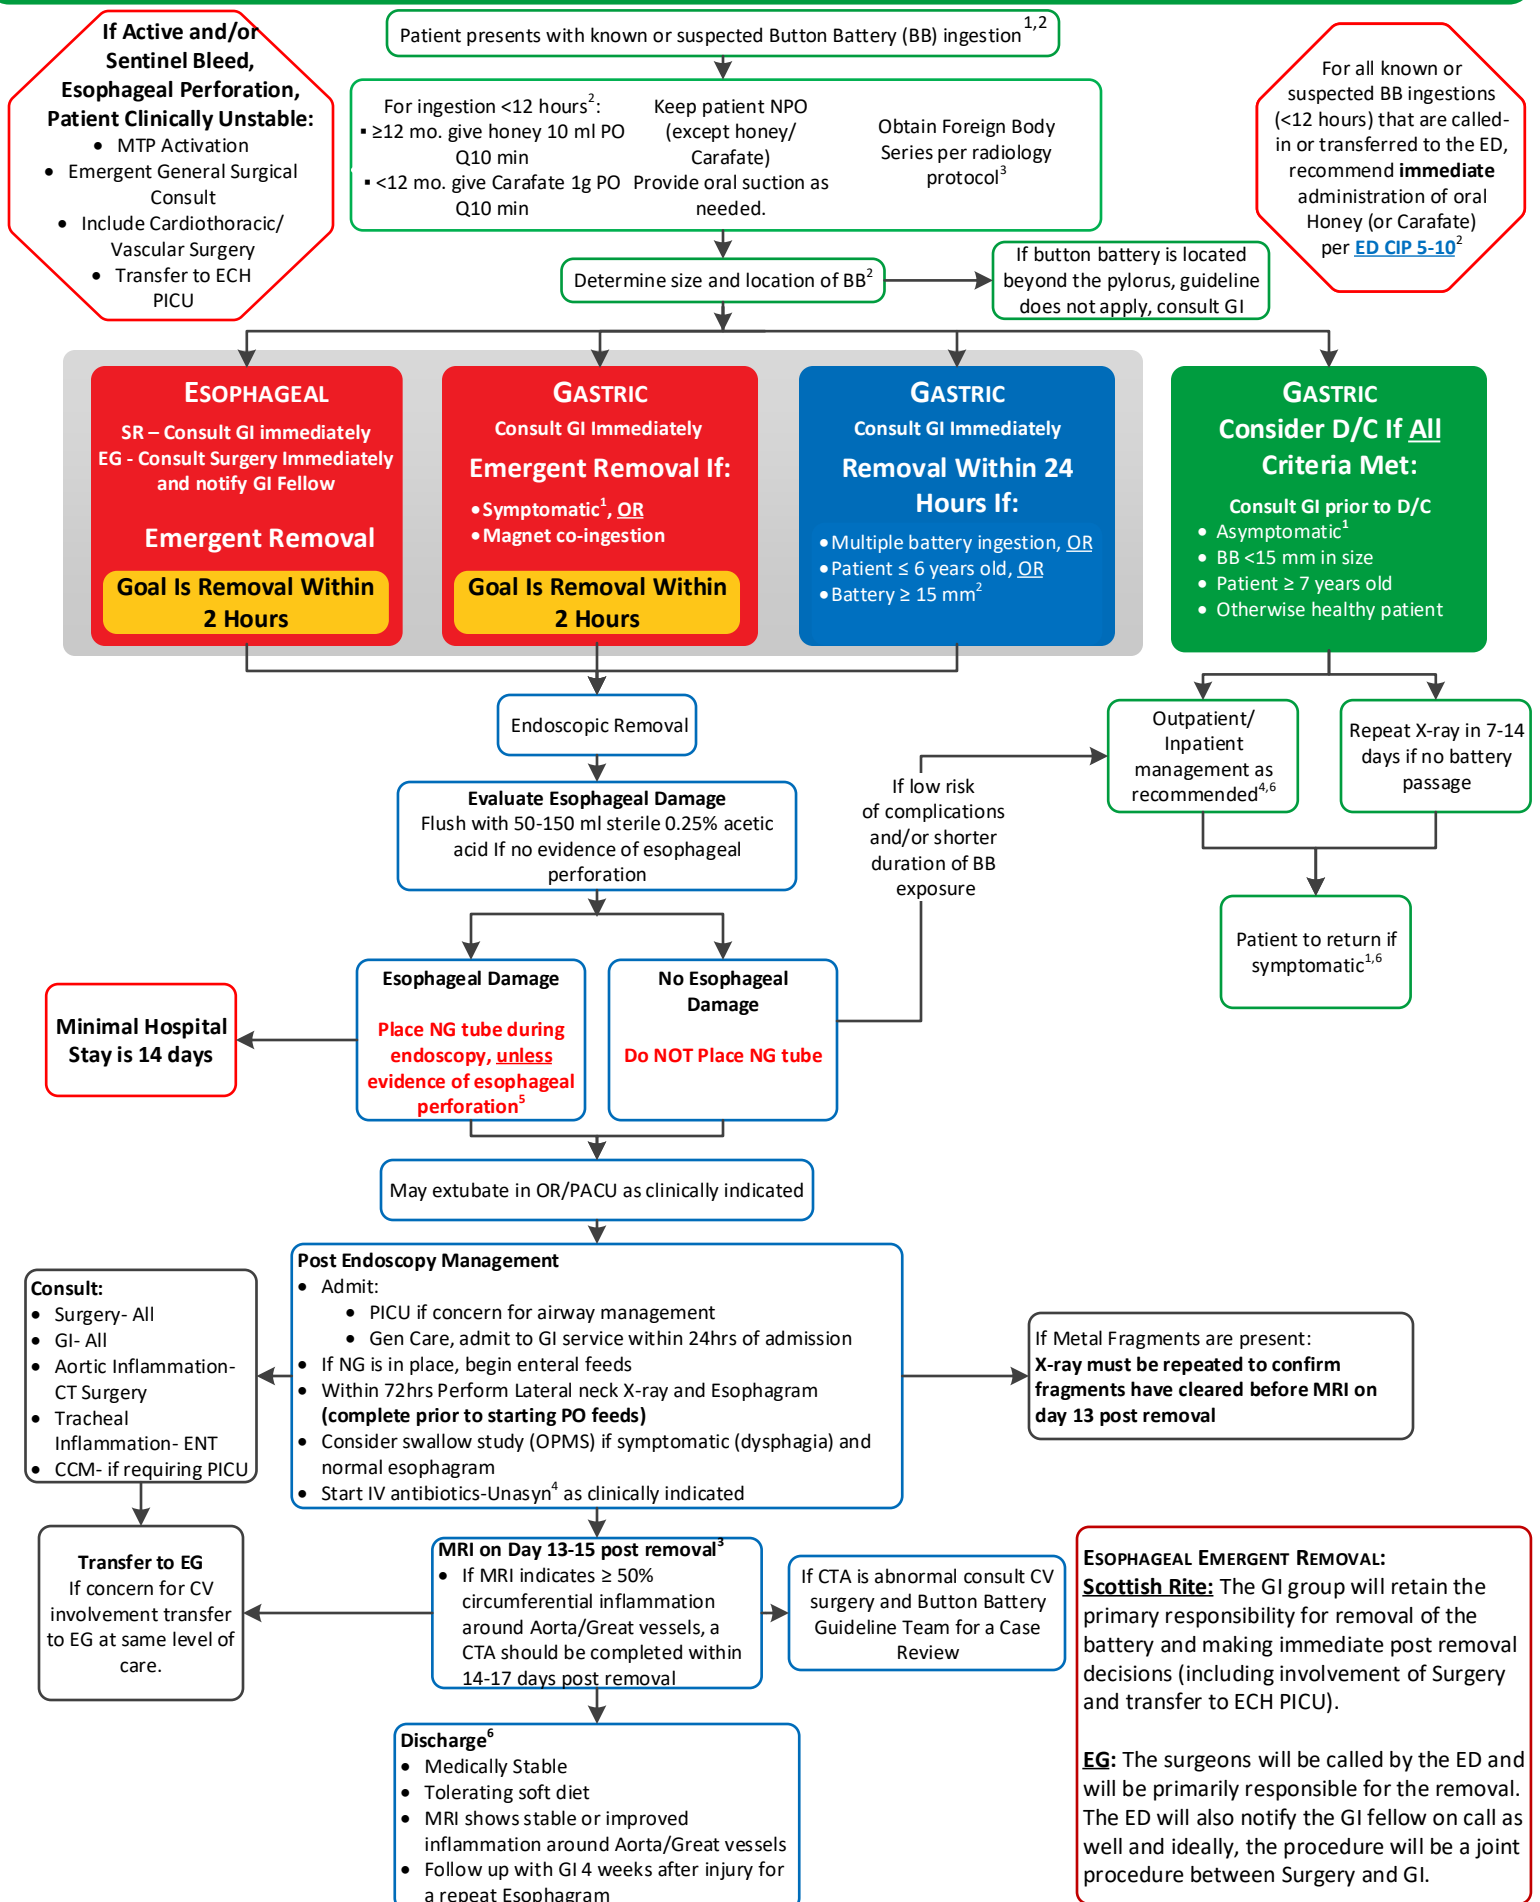 If Active and/or
Sentinel Bleed,
Esophageal Perforation,
Patient Clinically Unstable:
• MTP Activation
• Emergent General Surgical
Consult
• Include Cardiothoracic/
Vascular Surgery
• Transfer to ECH
PICU
Patient presents with known or suspected Button Battery (BB) ingestion 1,2
For ingestion <12 hours2:
▪ ≥12 mo. give honey 10 ml PO
Q10 min
▪ <12 mo. give Carafate 1g PO
Q10 min
Keep patient NPO
(except honey/
Carafate)
Provide oral suction as
needed.
Obtain Foreign Body
Series per radiology
protocol3
For all known or
suspected BB ingestions
(<12 hours) that are called-
in or transferred to the ED,
recommend immediate
administration of oral
Honey (or Carafate)
per ED CIP 5-102
Determine size and location of BB2
If button battery is located
beyond the pylorus, guideline
does not apply, consult GI
ESOPHAGEAL
SR – Consult GI immediately
EG - Consult Surgery Immediately
and notify GI Fellow
Emergent Removal
Goal Is Removal Within
2 Hours
GASTRIC
Consult GI Immediately
Emergent Removal If:
• Symptomatic1, OR
• Magnet co-ingestion
Goal Is Removal Within
2 Hours
GASTRIC
Consult GI Immediately
Removal Within 24
Hours If:
• Multiple battery ingestion, OR
• Patient ≤ 6 years old, OR
• Battery ≥ 15 mm2
GASTRIC
Consider D/C If All
Criteria Met:
Consult GI prior to D/C
• Asymptomatic1
• BB <15 mm in size
• Patient ≥ 7 years old
• Otherwise healthy patient
Endoscopic Removal
Evaluate Esophageal Damage
Flush with 50-150 ml sterile 0.25% acetic
acid If no evidence of esophageal
perforation
If low risk
of complications
and/or shorter
duration of BB
exposure
Outpatient/
Inpatient
management as
recommended4,6
Repeat X-ray in 7-14
days if no battery
passage
Patient to return if
symptomatic1,6
Minimal Hospital
Stay is 14 days
Esophageal Damage
Place NG tube during
endoscopy, unless
evidence of esophageal
perforation5
No Esophageal
Damage
Do NOT Place NG tube
May extubate in OR/PACU as clinically indicated
Consult:
• Surgery- All
• GI- All
• Aortic Inflammation-
CT Surgery
• Tracheal
Inflammation- ENT
• CCM- if requiring PICU
Post Endoscopy Management
• Admit:
• PICU if concern for airway management
• Gen Care, admit to GI service within 24hrs of admission
• If NG is in place, begin enteral feeds
• Within 72hrs Perform Lateral neck X-ray and Esophagram
(complete prior to starting PO feeds)
• Consider swallow study (OPMS) if symptomatic (dysphagia) and
normal esophagram
• Start IV antibiotics-Unasyn4 as clinically indicated
If Metal Fragments are present:
X-ray must be repeated to confirm
fragments have cleared before MRI on
day 13 post removal
Transfer to EG
If concern for CV
involvement transfer
to EG at same level of
care.
MRI on Day 13-15 post removal3
• If MRI indicates ≥ 50%
circumferential inflammation
around Aorta/Great vessels, a
CTA should be completed within
14-17 days post removal
If CTA is abnormal consult CV
surgery and Button Battery
Guideline Team for a Case
Review
Discharge6
• Medically Stable
• Tolerating soft diet
• MRI shows stable or improved
inflammation around Aorta/Great vessels
• Follow up with GI 4 weeks after injury for
a repeat Esophagram
ESOPHAGEAL EMERGENT REMOVAL:
Scottish Rite: The GI group will retain the
primary responsibility for removal of the
battery and making immediate post removal
decisions (including involvement of Surgery
and transfer to ECH PICU).
EG: The surgeons will be called by the ED and
will be primarily responsible for the removal.
The ED will also notify the GI fellow on call as
well and ideally, the procedure will be a joint
procedure between Surgery and GI.